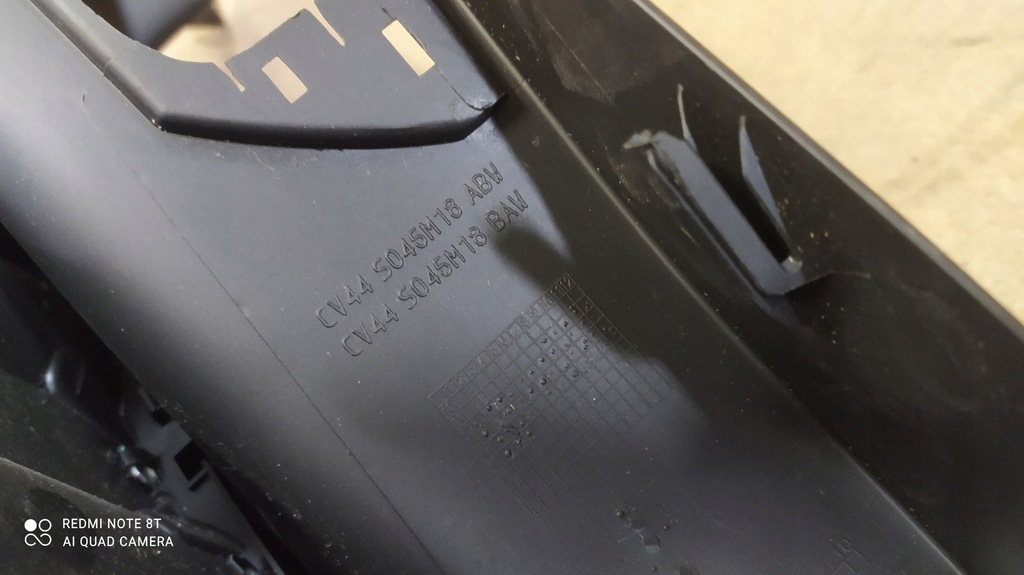 CV44 S045M18 ABW
CV44 S045M18 BAW
REDMI NOTE 8T
AI QUAD CAMERA